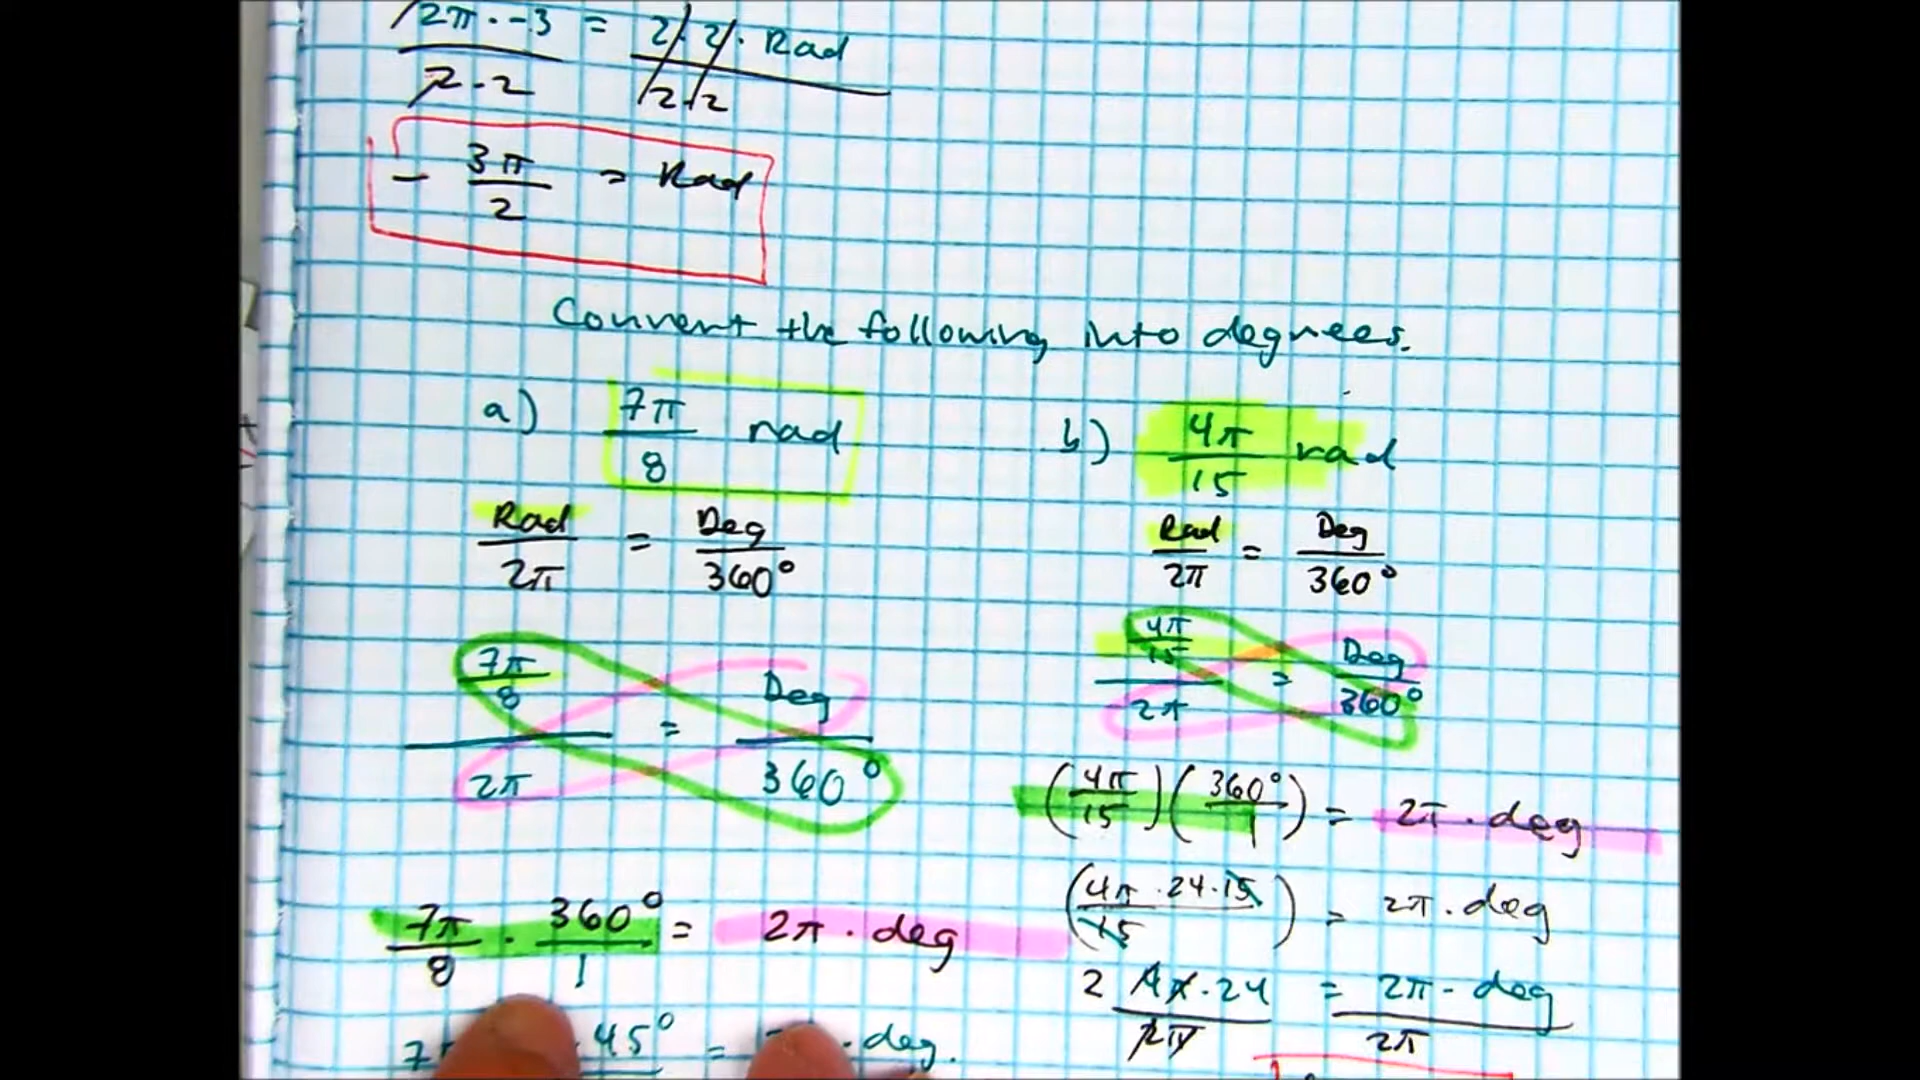 2π · -3 = 2 · 2 · Rad
2 · 2 2 · 2
- 3π/2 = Rad
Convert the following into degrees.
a) 7π/8 rad
Rad/2π = Deg/360°
7π/8 / 2π = Deg/360°
7π/8 · 360°/1 = 2π · deg
· 45° = · deg.
b) 4π/15 rad
Rad/2π = Deg/360°
4π/15 / 2π = Deg/360°
(4π/15)(360°/1) = 2π · deg
(4π · 24 · 15/15) = 2π · deg
2 4π · 24/2π = 2π · deg/2π